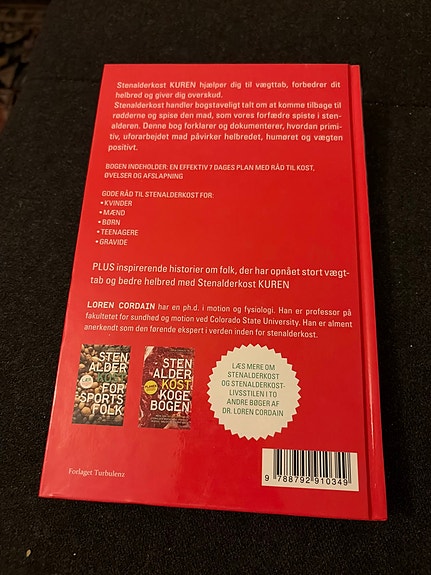 Stenalderkost KUREN hjælper dig til vægttab, forbedrer dit
helbred og giver dig overskud.
Stenalderkost handler bogstaveligt talt om at komme tilbage til
rødderne og spise den mad, som vores forfædre spiste i sten-
alderen. Denne bog forklarer og dokumenterer, hvordan primi-
tiv, uforarbejdet mad påvirker helbredet, humøret og vægten
positivt.
BOGEN INDEHOLDER: EN EFFEKTIV 7 DAGES PLAN MED RÅD TIL KOST,
ØVELSER OG AFSLAPNING
GODE RÅD TIL STENALDERKOST FOR:
• KVINDER
• MÆND
• BØRN
• TEENAGERE
• GRAVIDE
PLUS inspirerende historier om folk, der har opnået stort vægt-
tab og bedre helbred med Stenalderkost KUREN
LOREN CORDAIN har en ph.d. i motion og fysiologi. Han er professor på
fakultetet for sundhed og motion ved Colorado State University. Han er alment
anerkendt som den førende ekspert i verden inden for stenalderkost.
STEN
ALDER
KOST
FOR
SPORTS
FOLK
STEN
ALDER
KOST
KOGE
BOGEN
LÆS MERE OM
STENALDERKOST
OG STENALDERKOST-
LIVSSTILEN I TO
ANDRE BØGER AF
DR. LOREN CORDAIN
Forlaget Turbulenz
9 788792 910349